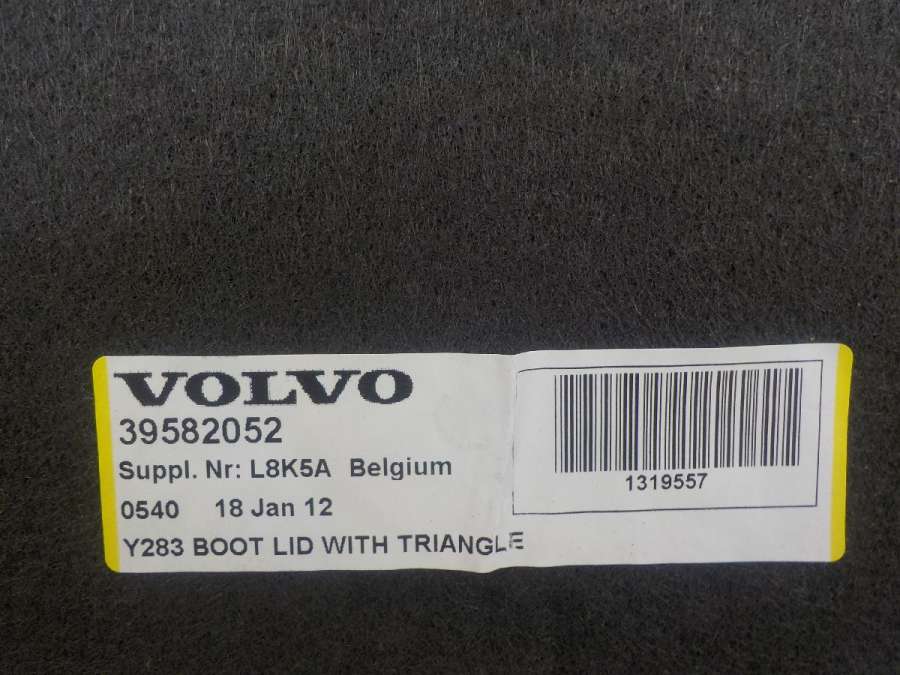 VOLVO
39582052
Suppl. Nr: L8K5A Belgium
0540 18 Jan 12
Y283 BOOT LID WITH TRIANGLE
1319557